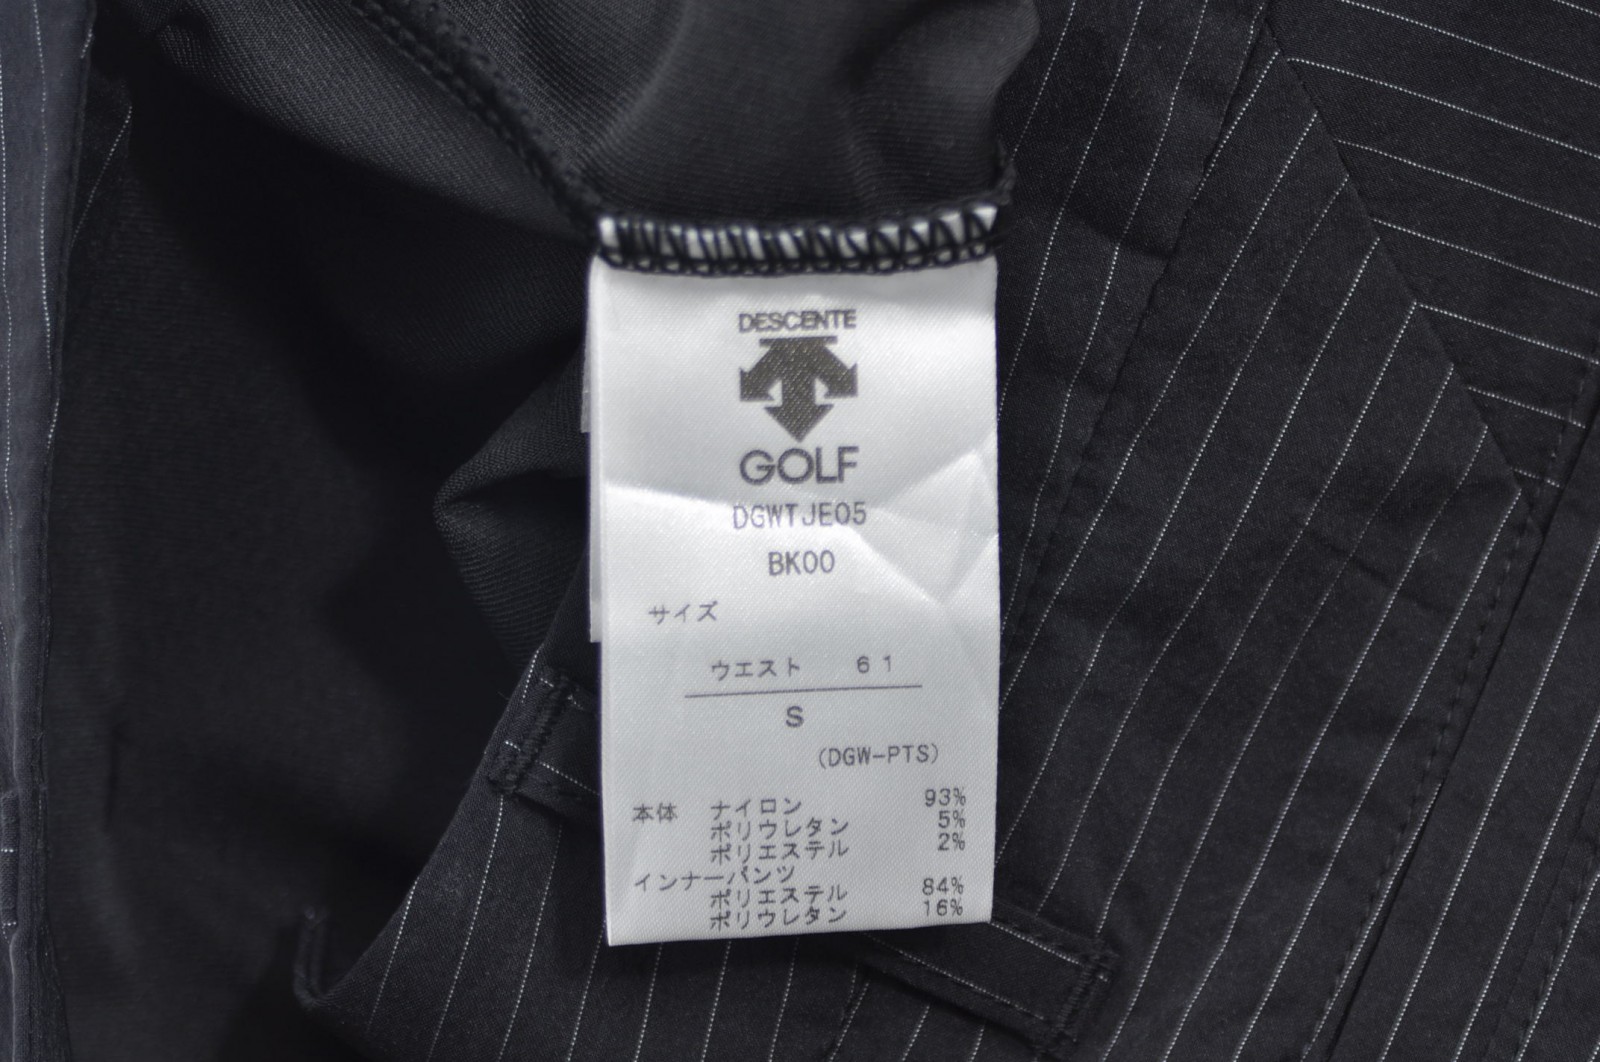 DESCENTE
GOLF
DGWTJE05
BK00
サイズ
ウエスト 61
S
(DGW-PTS)
本体 ナイロン 93%
ポリウレタン 5%
ポリエステル 2%
インナーパンツ
ポリエステル 84%
ポリウレタン 16%